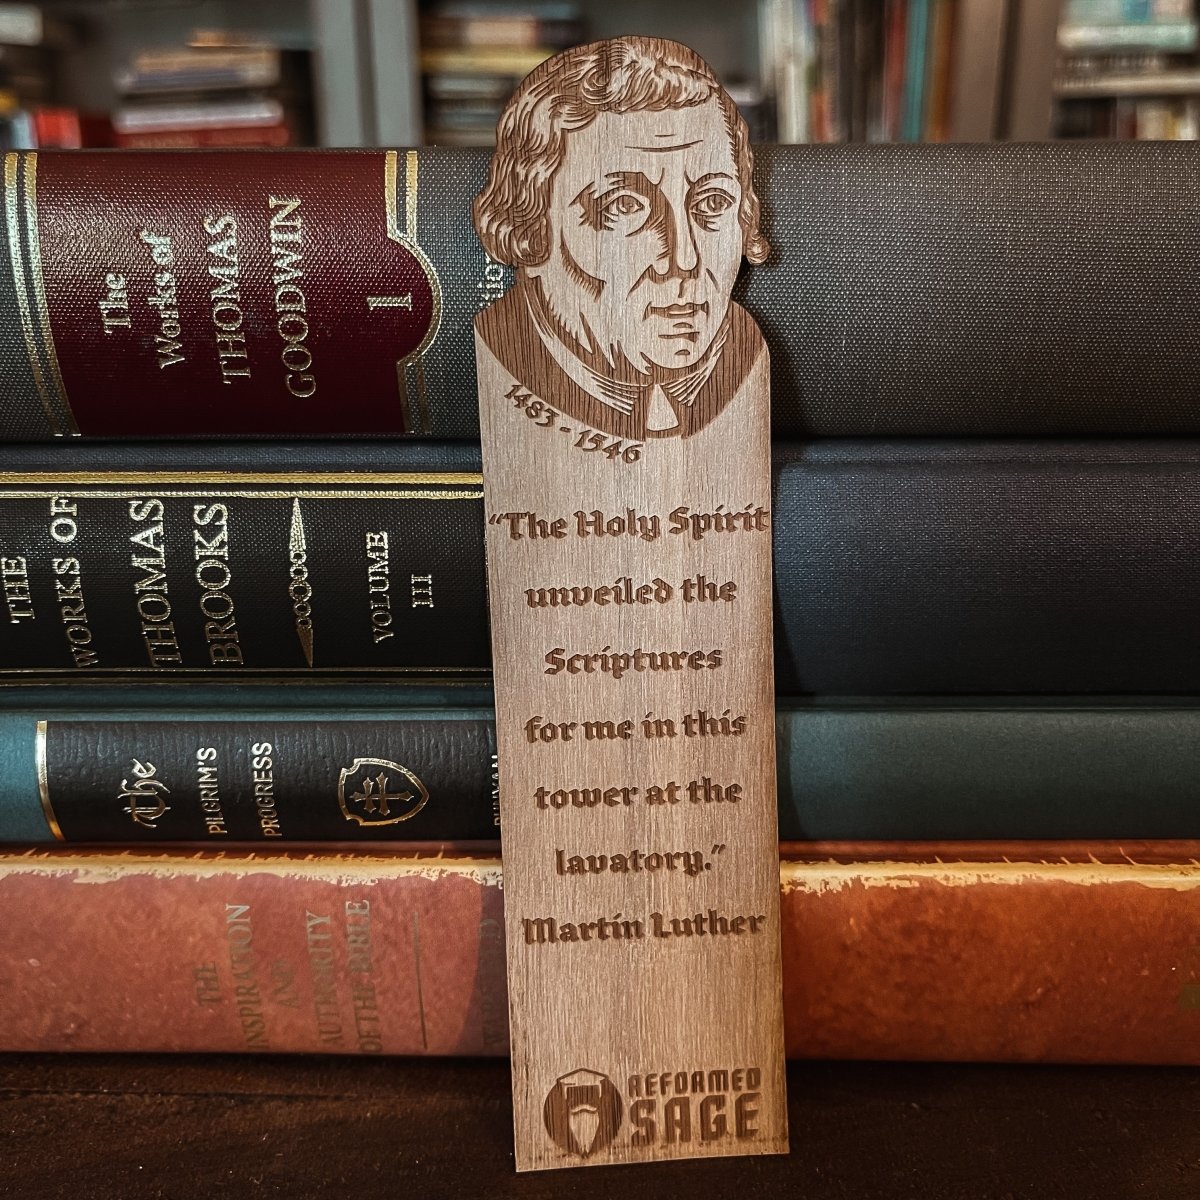 The
Works of
THOMAS
GOODWIN
1
THE
WORKS OF
THOMAS
BROOKS
VOLUME
III
The
PILGRIM'S
PROGRESS
THE
INSPIRATION
AND
AUTHORITY
OF THE BIBLE
1483 - 1546
“The Holy Spirit
unveiled the
Scriptures
for me in this
tower at the
lavatory.”
Martin Luther
REFORMED
SAGE